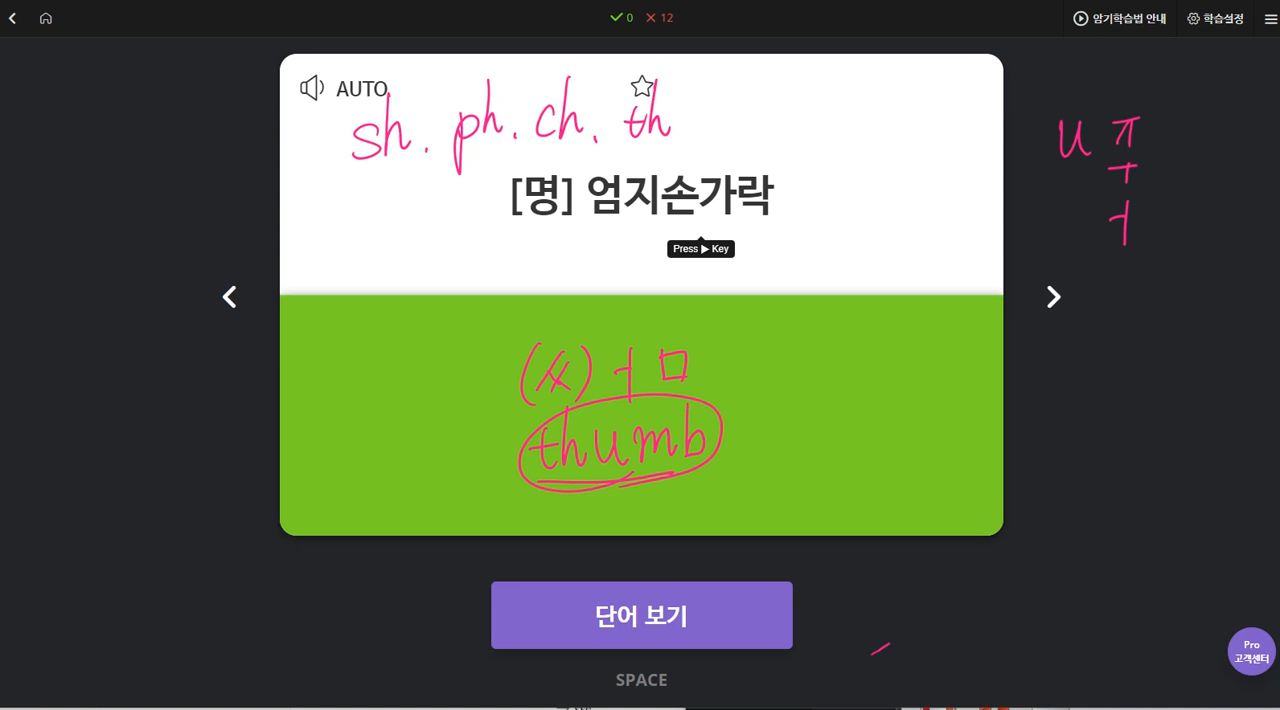 0 12 암기학습법 안내 학습설정
AUTO
sh. ph. ch. th
u ㅠ
ㅜ
ㅓ
[명] 엄지손가락
Press ▶ Key
(ㅆ) ㅓ ㅁ
thumb
단어 보기
SPACE
Pro
고객센터